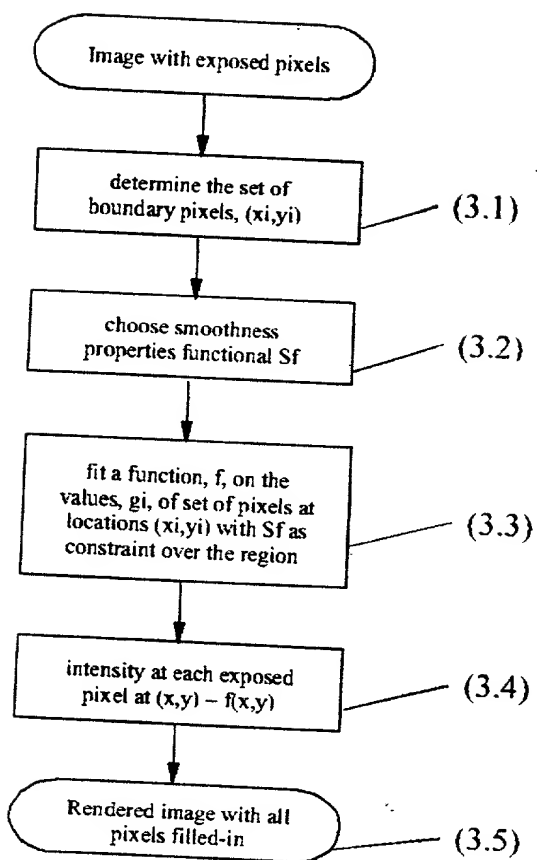 Image with exposed pixels
determine the set of
boundary pixels, (xi,yi)
(3.1)
choose smoothness
properties functional Sf
(3.2)
fit a function, f, on the
values, gi, of set of pixels at
locations (xi,yi) with Sf as
constraint over the region
(3.3)
intensity at each exposed
pixel at (x,y) – f(x,y)
(3.4)
Rendered image with all
pixels filled-in
(3.5)